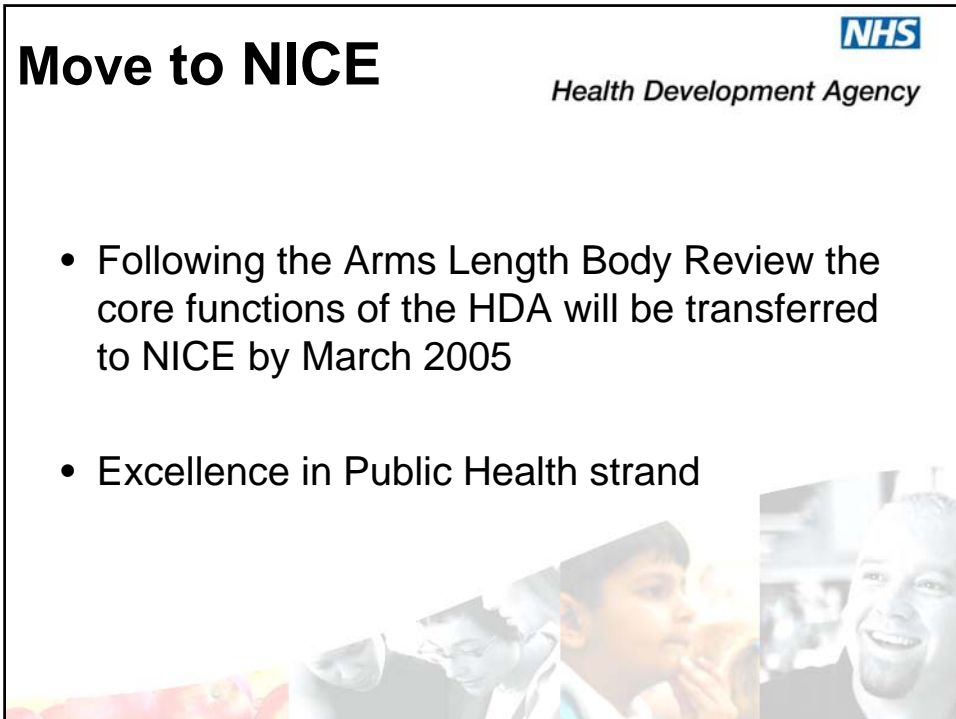 Move to NICE
NHS
Health Development Agency
• Following the Arms Length Body Review the
core functions of the HDA will be transferred
to NICE by March 2005
• Excellence in Public Health strand